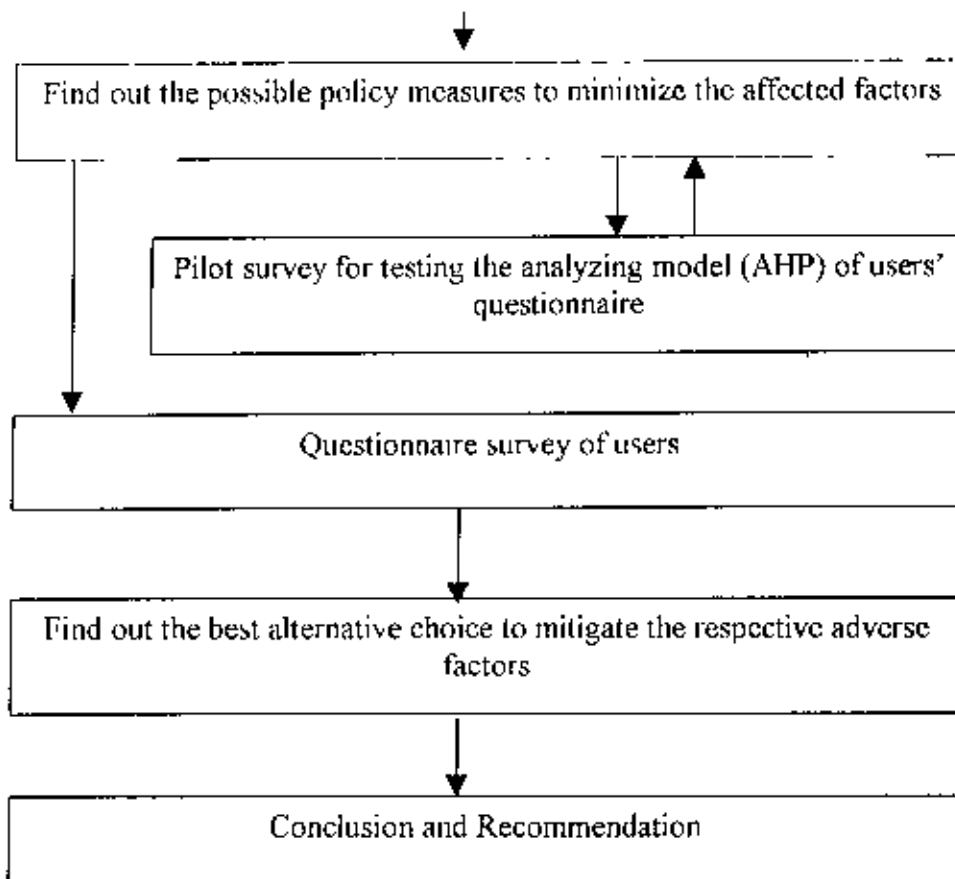 Find out the possible policy measures to minimize the affected factors
Pilot survey for testing the analyzing model (AHP) of users'
questionnaire
Questionnaire survey of users
Find out the best alternative choice to mitigate the respective adverse
factors
Conclusion and Recommendation